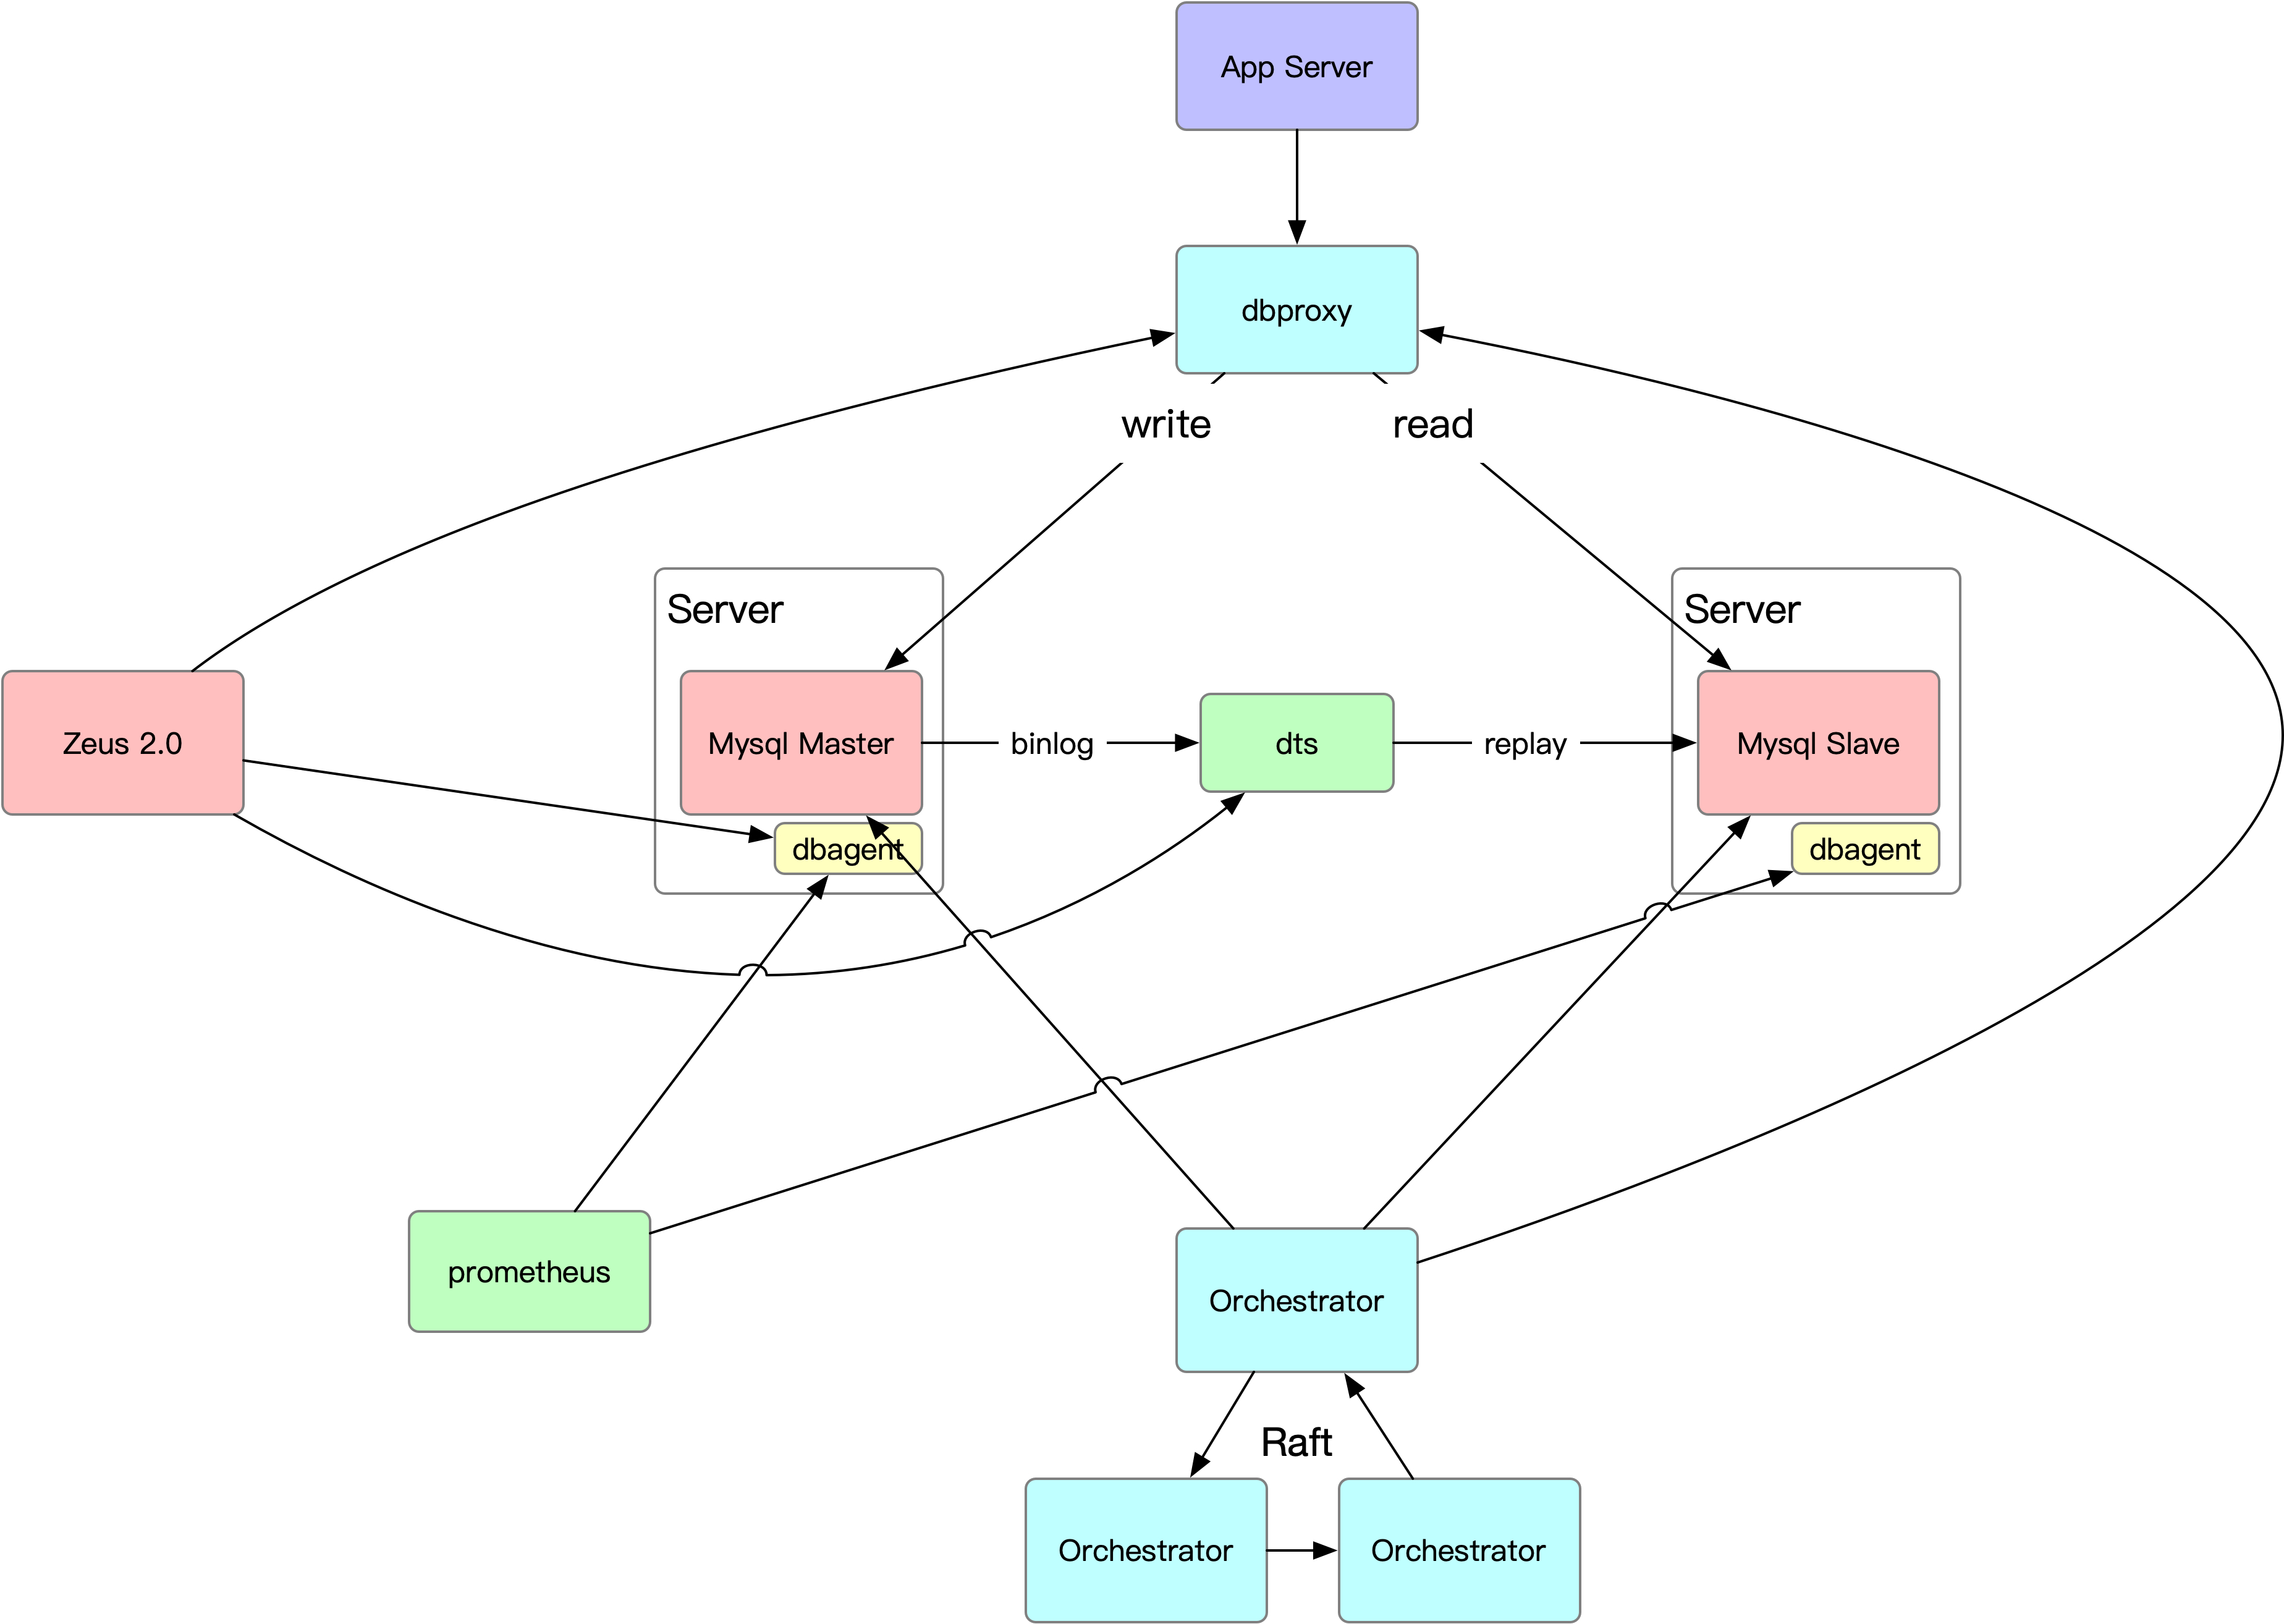 App Server
dbproxy
write
read
Server
Server
Zeus 2.0
Mysql Master
binlog
dts
replay
Mysql Slave
dbagent
dbagent
prometheus
Orchestrator
Raft
Orchestrator
Orchestrator